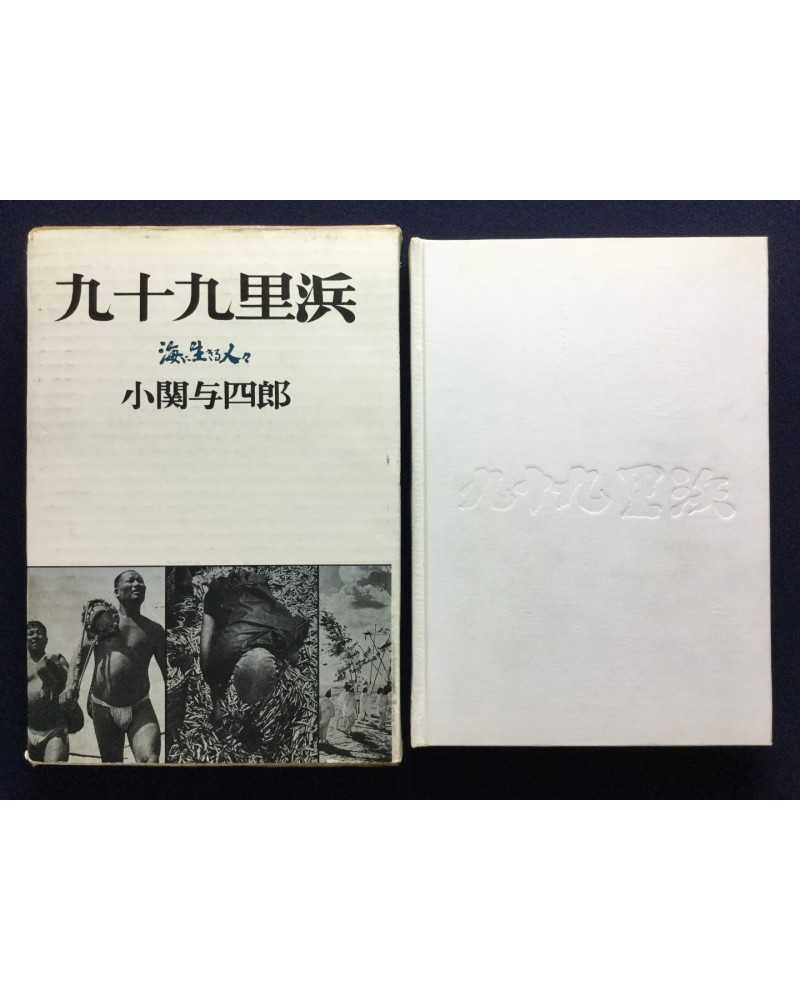 九十九里浜
海に生きる人々
小関与四郎
九十九里浜